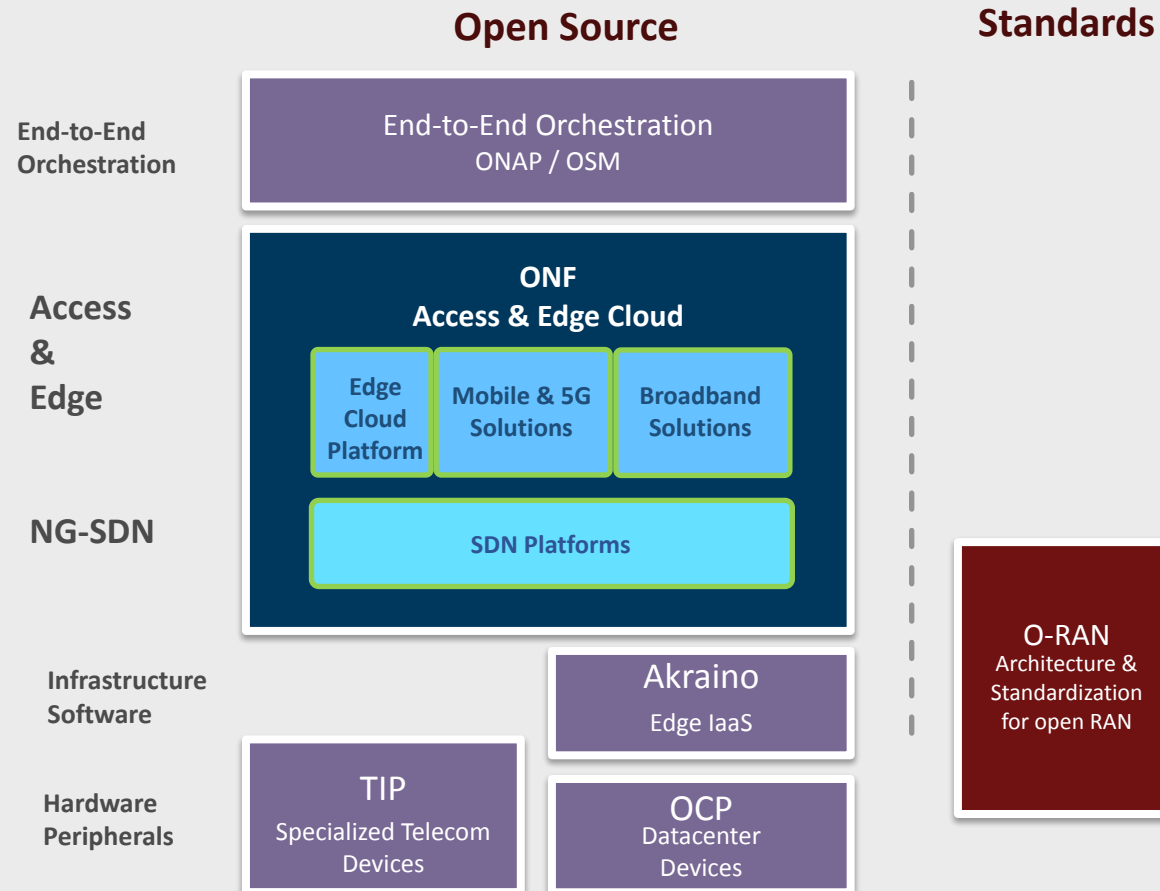 Open Source
Standards
End-to-End
Orchestration
End-to-End Orchestration
ONAP / OSM
Access
&
Edge
ONF
Access & Edge Cloud
Edge
Cloud
Platform
Mobile & 5G
Solutions
Broadband
Solutions
NG-SDN
SDN Platforms
Infrastructure
Software
Akraino
Edge IaaS
O-RAN
Architecture &
Standardization
for open RAN
Hardware
Peripherals
TIP
Specialized Telecom
Devices
OCP
Datacenter
Devices